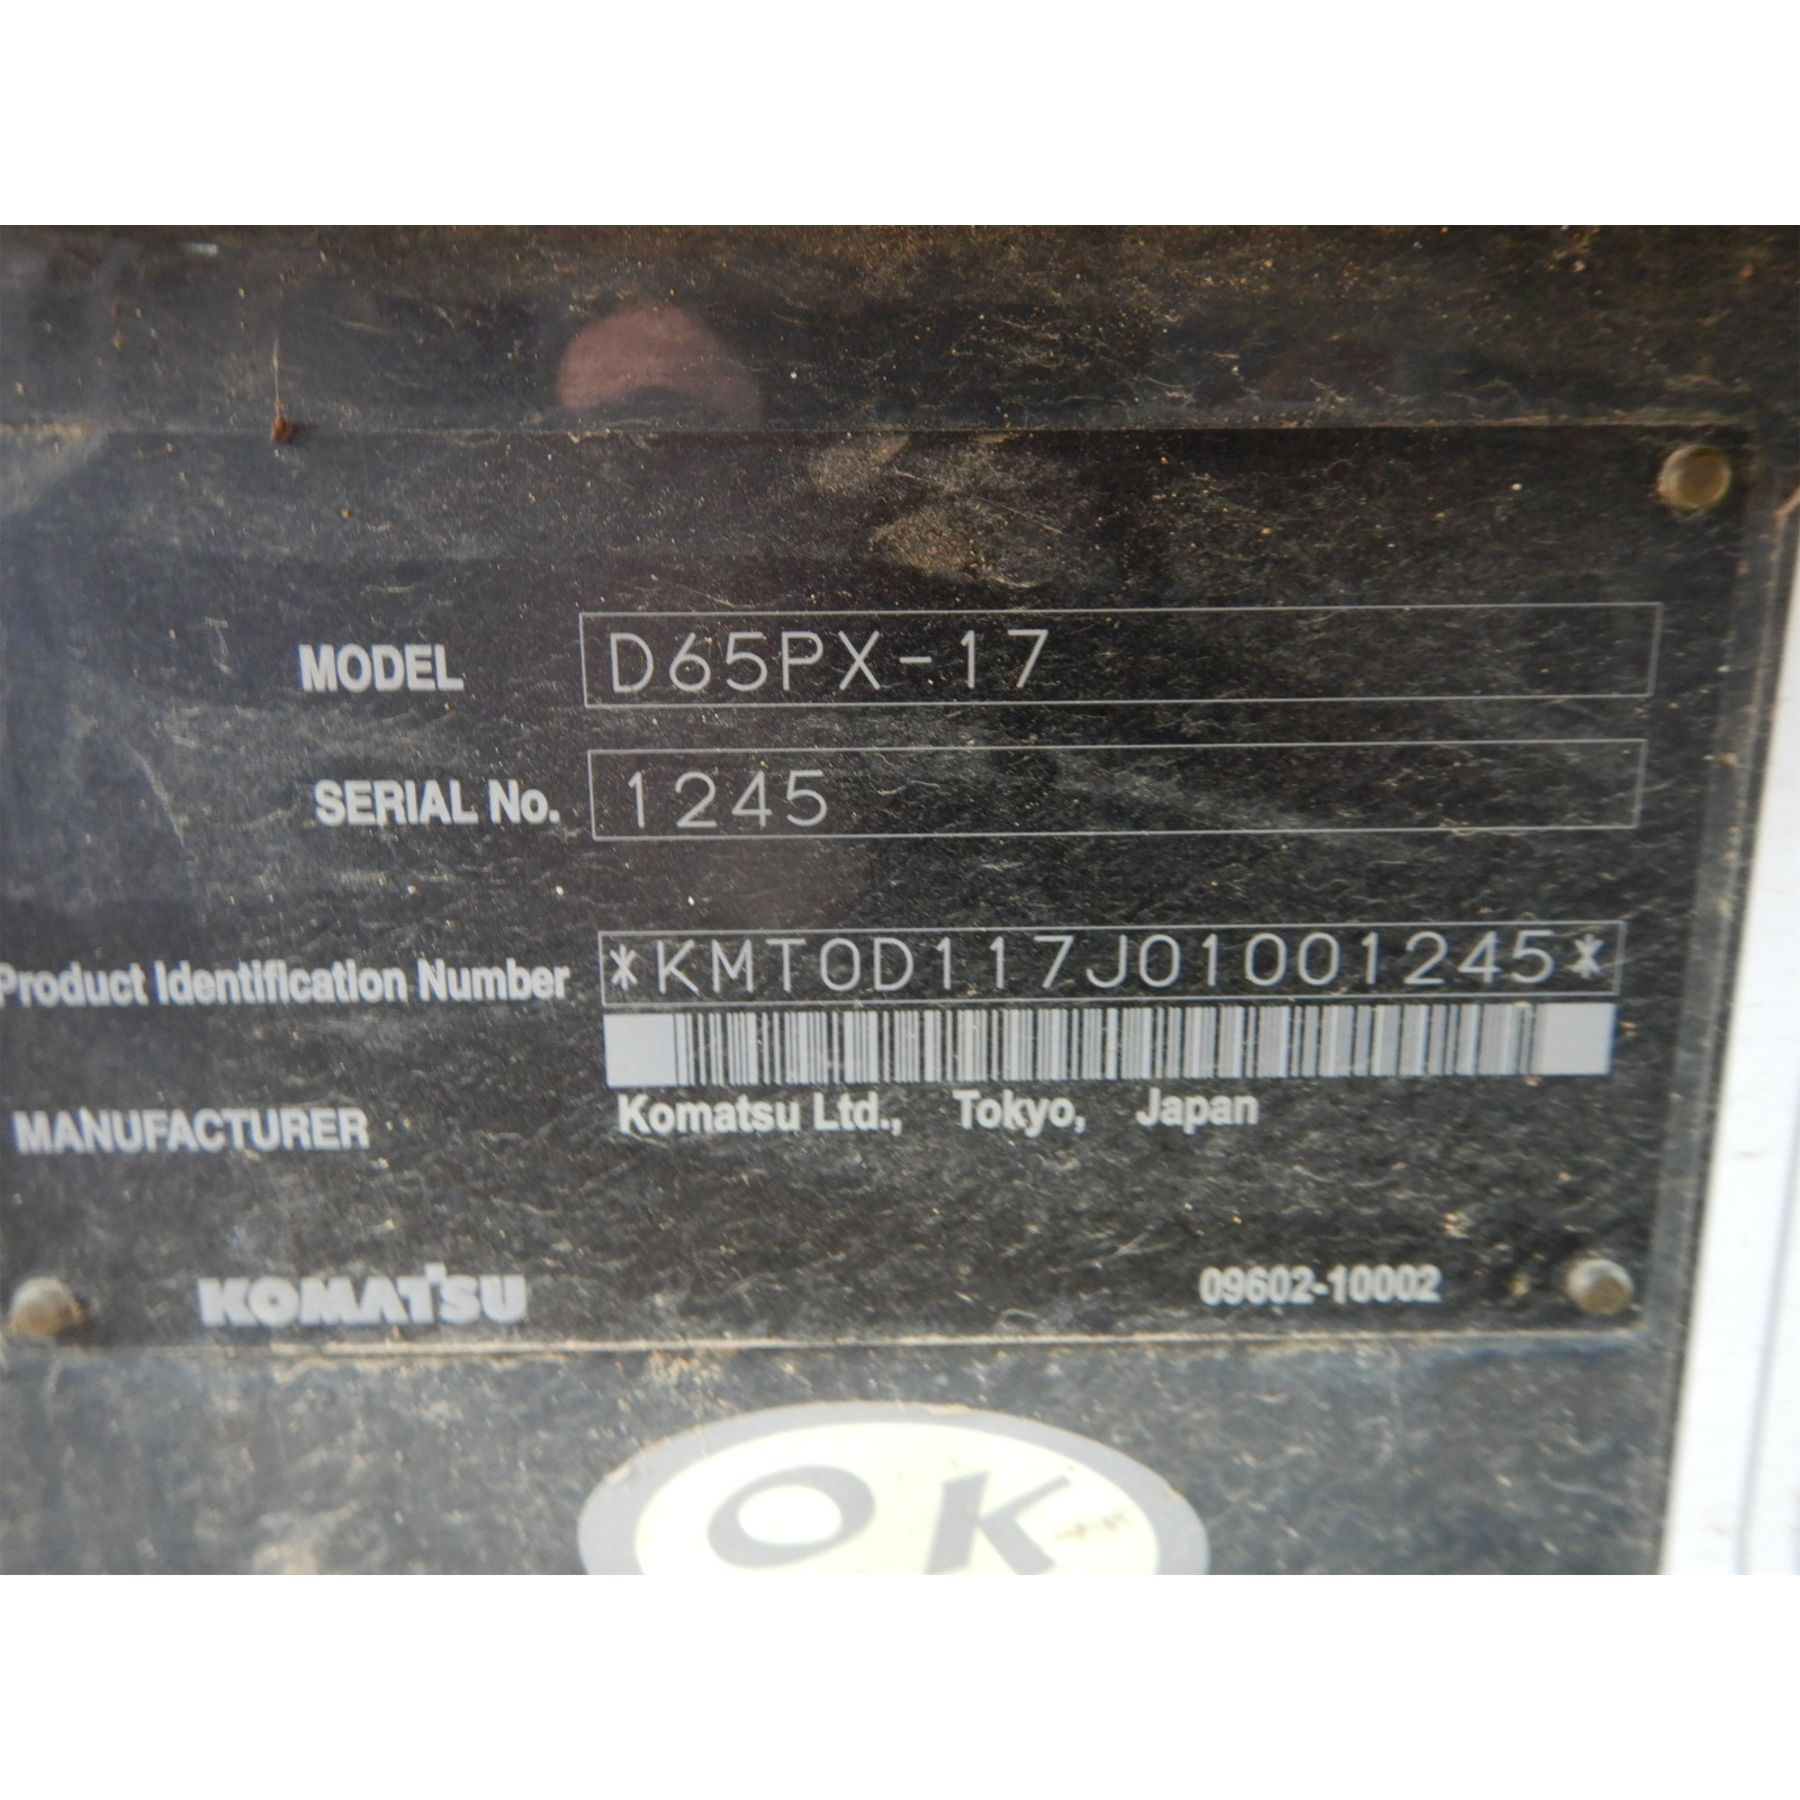 MODEL D65PX-17
SERIAL No. 1245
Product Identification Number *KMT0D117J01001245*
MANUFACTURER Komatsu Ltd., Tokyo, Japan
KOMATSU 09602-10002
OK